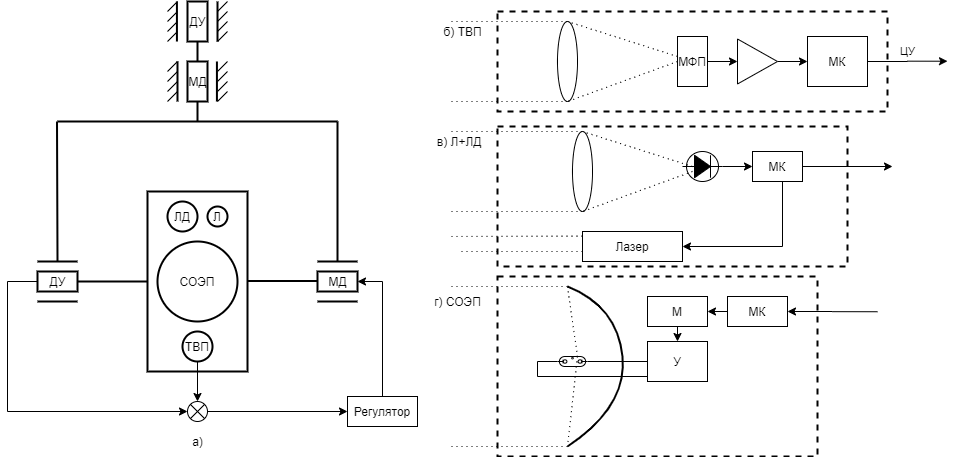 ДУ
МД
ЛД
Л
СОЭП
ДУ
МД
ТВП
Регулятор
а)
б) ТВП
МФП
МК
ЦУ
в) Л+ЛД
МК
Лазер
г) СОЭП
М
МК
У